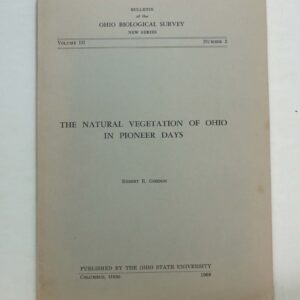 BULLETIN
of the
OHIO BIOLOGICAL SURVEY
NEW SERIES
VOLUME III NUMBER 2
THE NATURAL VEGETATION OF OHIO
IN PIONEER DAYS
ROBERT B. GORDON
PUBLISHED BY THE OHIO STATE UNIVERSITY
COLUMBUS, OHIO 1969